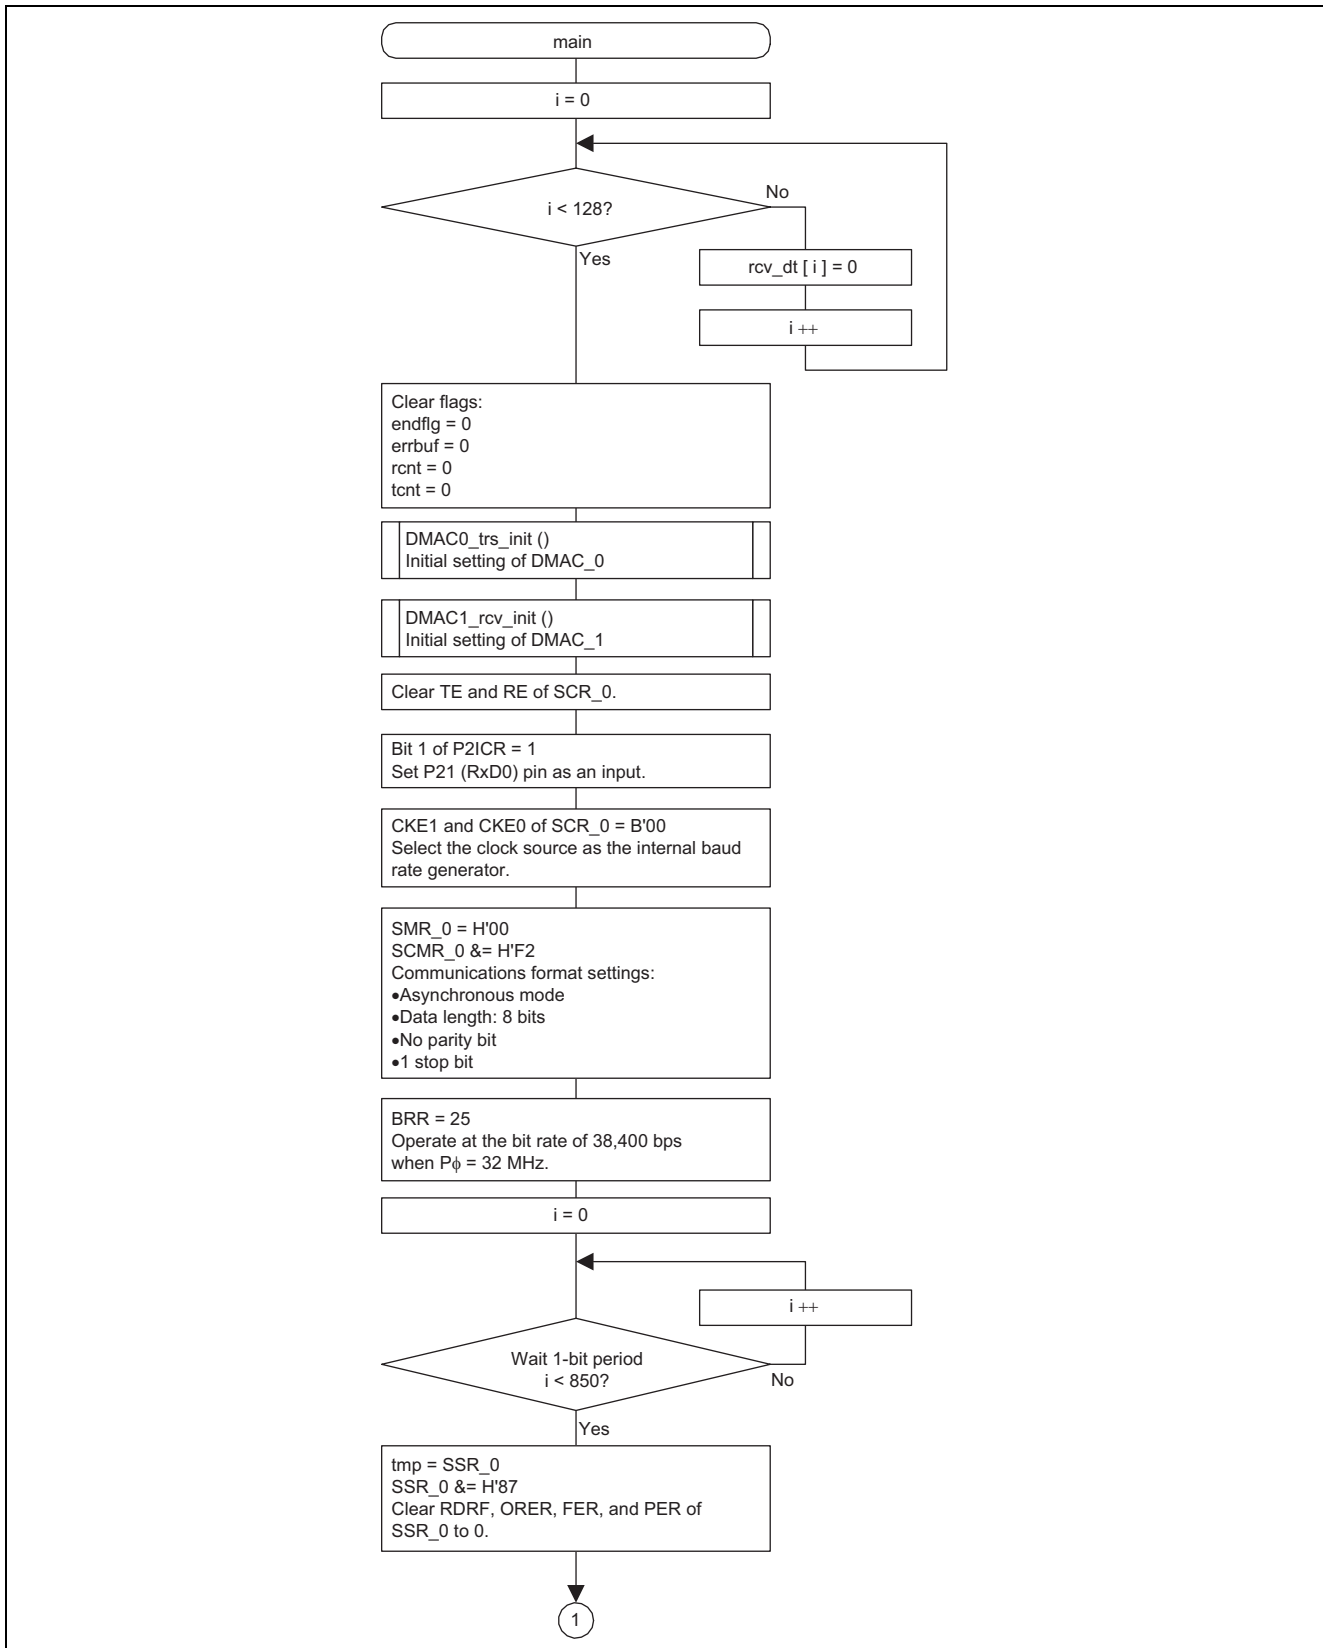 main
i = 0
i < 128?
No
Yes
rcv_dt [ i ] = 0
i ++
Clear flags:
endflg = 0
errbuf = 0
rcnt = 0
tcnt = 0
DMAC0_trs_init ()
Initial setting of DMAC_0
DMAC1_rcv_init ()
Initial setting of DMAC_1
Clear TE and RE of SCR_0.
Bit 1 of P2ICR = 1
Set P21 (RxD0) pin as an input.
CKE1 and CKE0 of SCR_0 = B'00
Select the clock source as the internal baud
rate generator.
SMR_0 = H'00
SCMR_0 &= H'F2
Communications format settings:
•Asynchronous mode
•Data length: 8 bits
•No parity bit
•1 stop bit
BRR = 25
Operate at the bit rate of 38,400 bps
when Pϕ = 32 MHz.
i = 0
i ++
Wait 1-bit period
i < 850?
No
Yes
tmp = SSR_0
SSR_0 &= H'87
Clear RDRF, ORER, FER, and PER of
SSR_0 to 0.
1